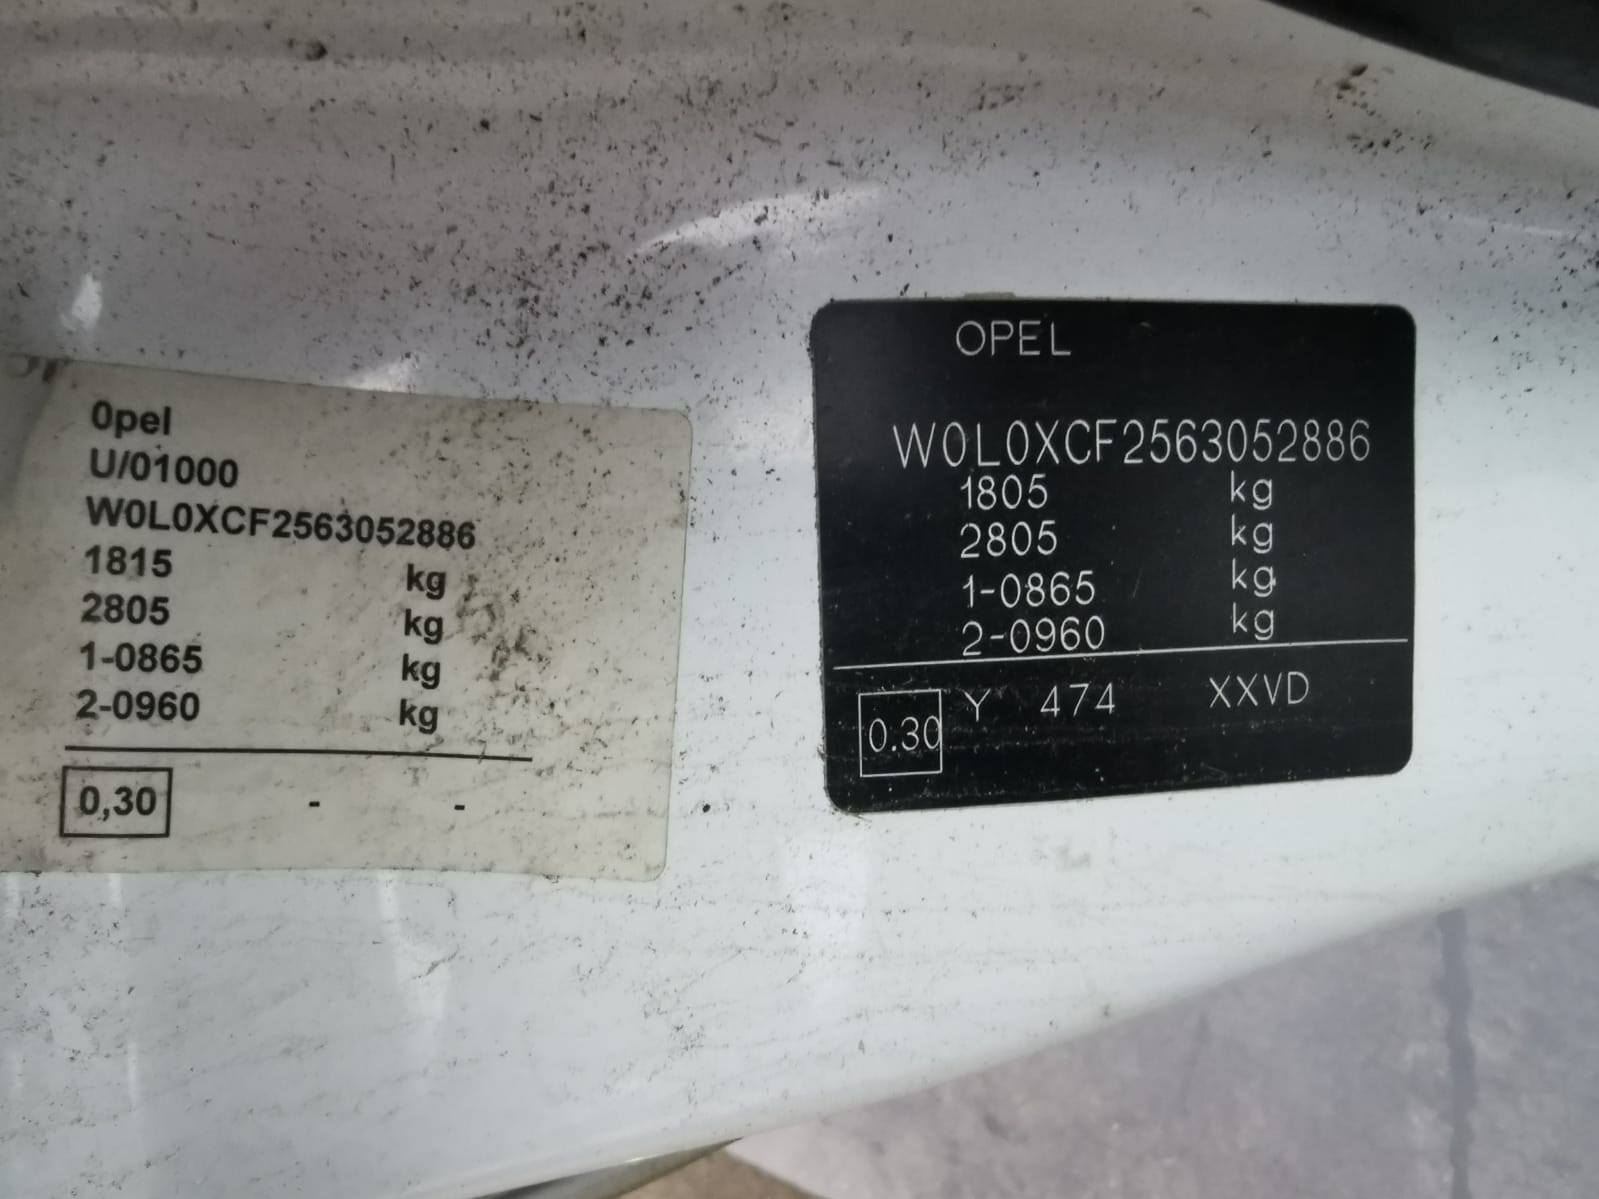 0pel
U/01000
W0L0XCF2563052886
1815 kg
2805 kg
1-0865 kg
2-0960 kg
0,30 - -
OPEL
W0L0XCF2563052886
1805 kg
2805 kg
1-0865 kg
2-0960 kg
0.30 Y 474 XXVD